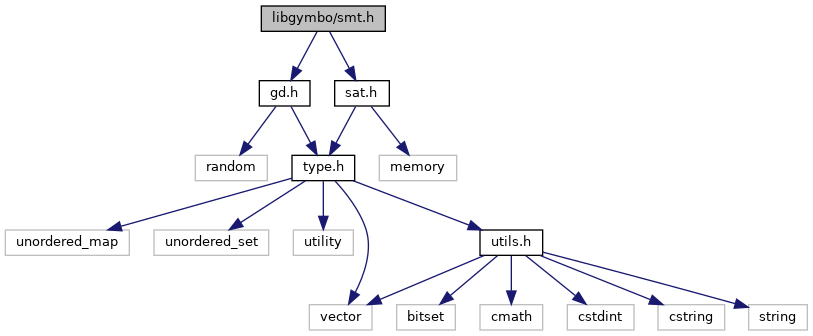 libgymbo/smt.h
gd.h
sat.h
random
type.h
memory
unordered_map
unordered_set
utility
utils.h
vector
bitset
cmath
cstdint
cstring
string